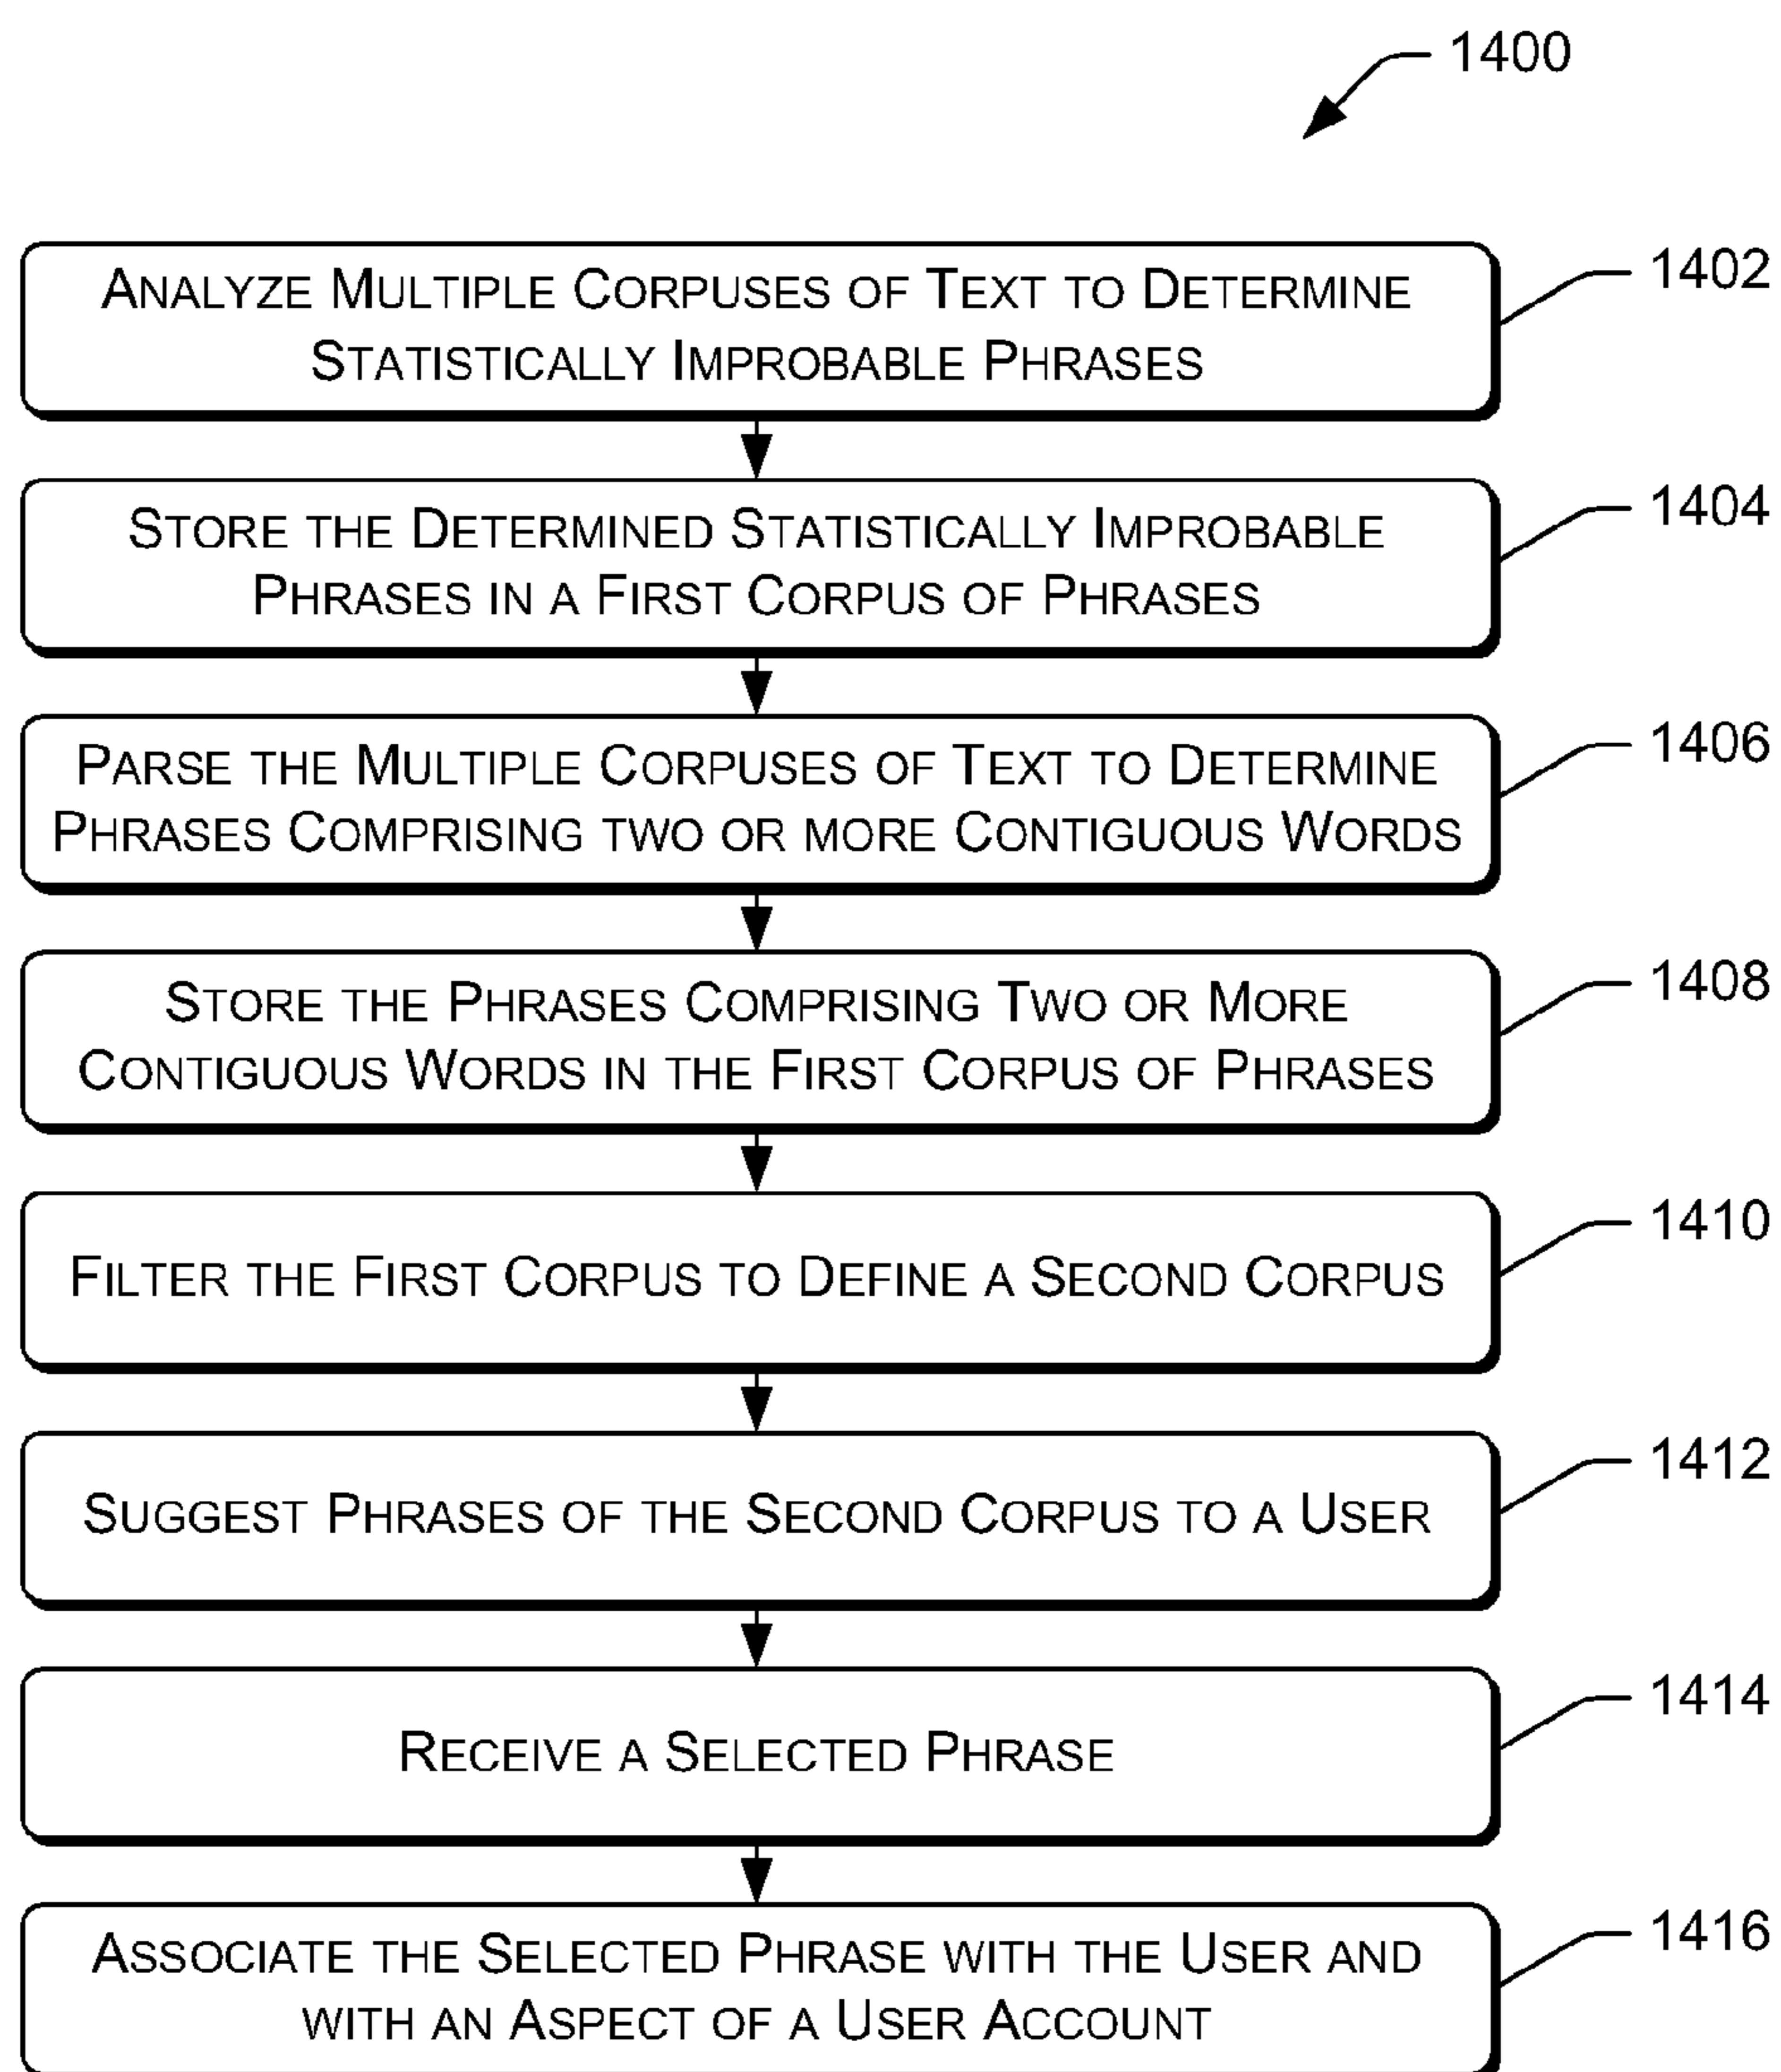 1400
ANALYZE MULTIPLE CORPUSES OF TEXT TO DETERMINE
STATISTICALLY IMPROBABLE PHRASES
1402
STORE THE DETERMINED STATISTICALLY IMPROBABLE
PHRASES IN A FIRST CORPUS OF PHRASES
1404
PARSE THE MULTIPLE CORPUSES OF TEXT TO DETERMINE
PHRASES COMPRISING TWO OR MORE CONTIGUOUS WORDS
1406
STORE THE PHRASES COMPRISING TWO OR MORE
CONTIGUOUS WORDS IN THE FIRST CORPUS OF PHRASES
1408
FILTER THE FIRST CORPUS TO DEFINE A SECOND CORPUS
1410
SUGGEST PHRASES OF THE SECOND CORPUS TO A USER
1412
RECEIVE A SELECTED PHRASE
1414
ASSOCIATE THE SELECTED PHRASE WITH THE USER AND
WITH AN ASPECT OF A USER ACCOUNT
1416